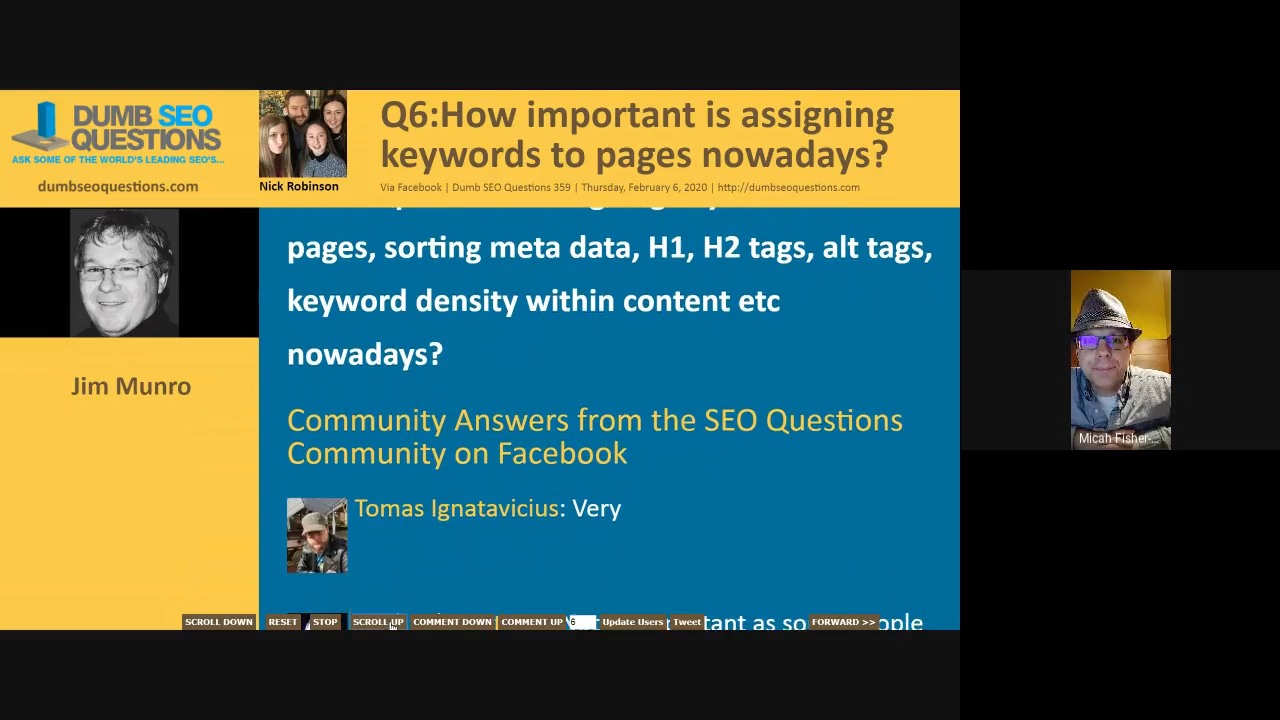 DUMB SEO
QUESTIONS
ASK SOME OF THE WORLD'S LEADING SEO'S...
dumbseoquestions.com
Nick Robinson
Q6:How important is assigning
keywords to pages nowadays?
Via Facebook | Dumb SEO Questions 359 | Thursday, February 6, 2020 | http://dumbseoquestions.com
Jim Munro
pages, sorting meta data, H1, H2 tags, alt tags,
keyword density within content etc
nowadays?
Community Answers from the SEO Questions
Community on Facebook
Tomas Ignatavicius: Very
SCROLL DOWN RESET STOP SCROLL UP COMMENT DOWN COMMENT UP 6 Update Users Tweet FORWARD >>
Micah Fisher-...